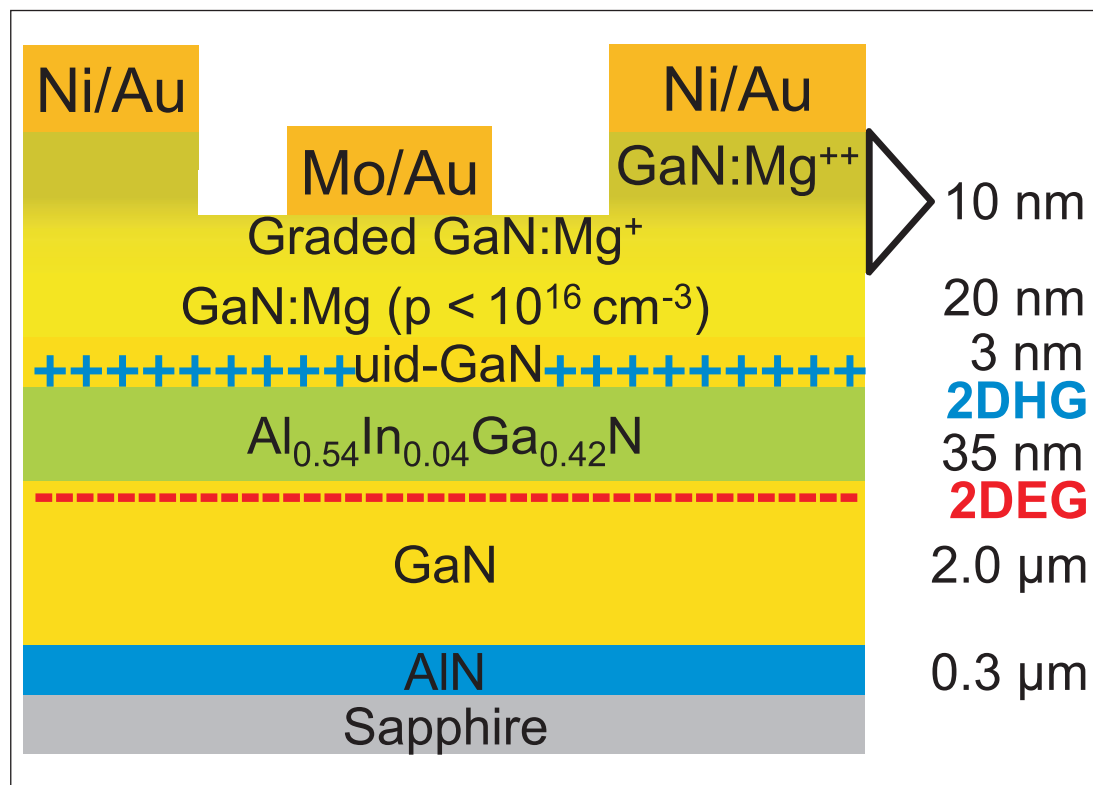 Ni/Au
Ni/Au
Mo/Au
GaN:Mg⁺⁺
10 nm
Graded GaN:Mg⁺
GaN:Mg (p < 10¹⁶ cm⁻³)
20 nm
+++++++++uid-GaN+++++++++
3 nm
2DHG
Al₀.₅₄In₀.₀₄Ga₀.₄₂N
35 nm
2DEG
GaN
2.0 µm
AlN
0.3 µm
Sapphire